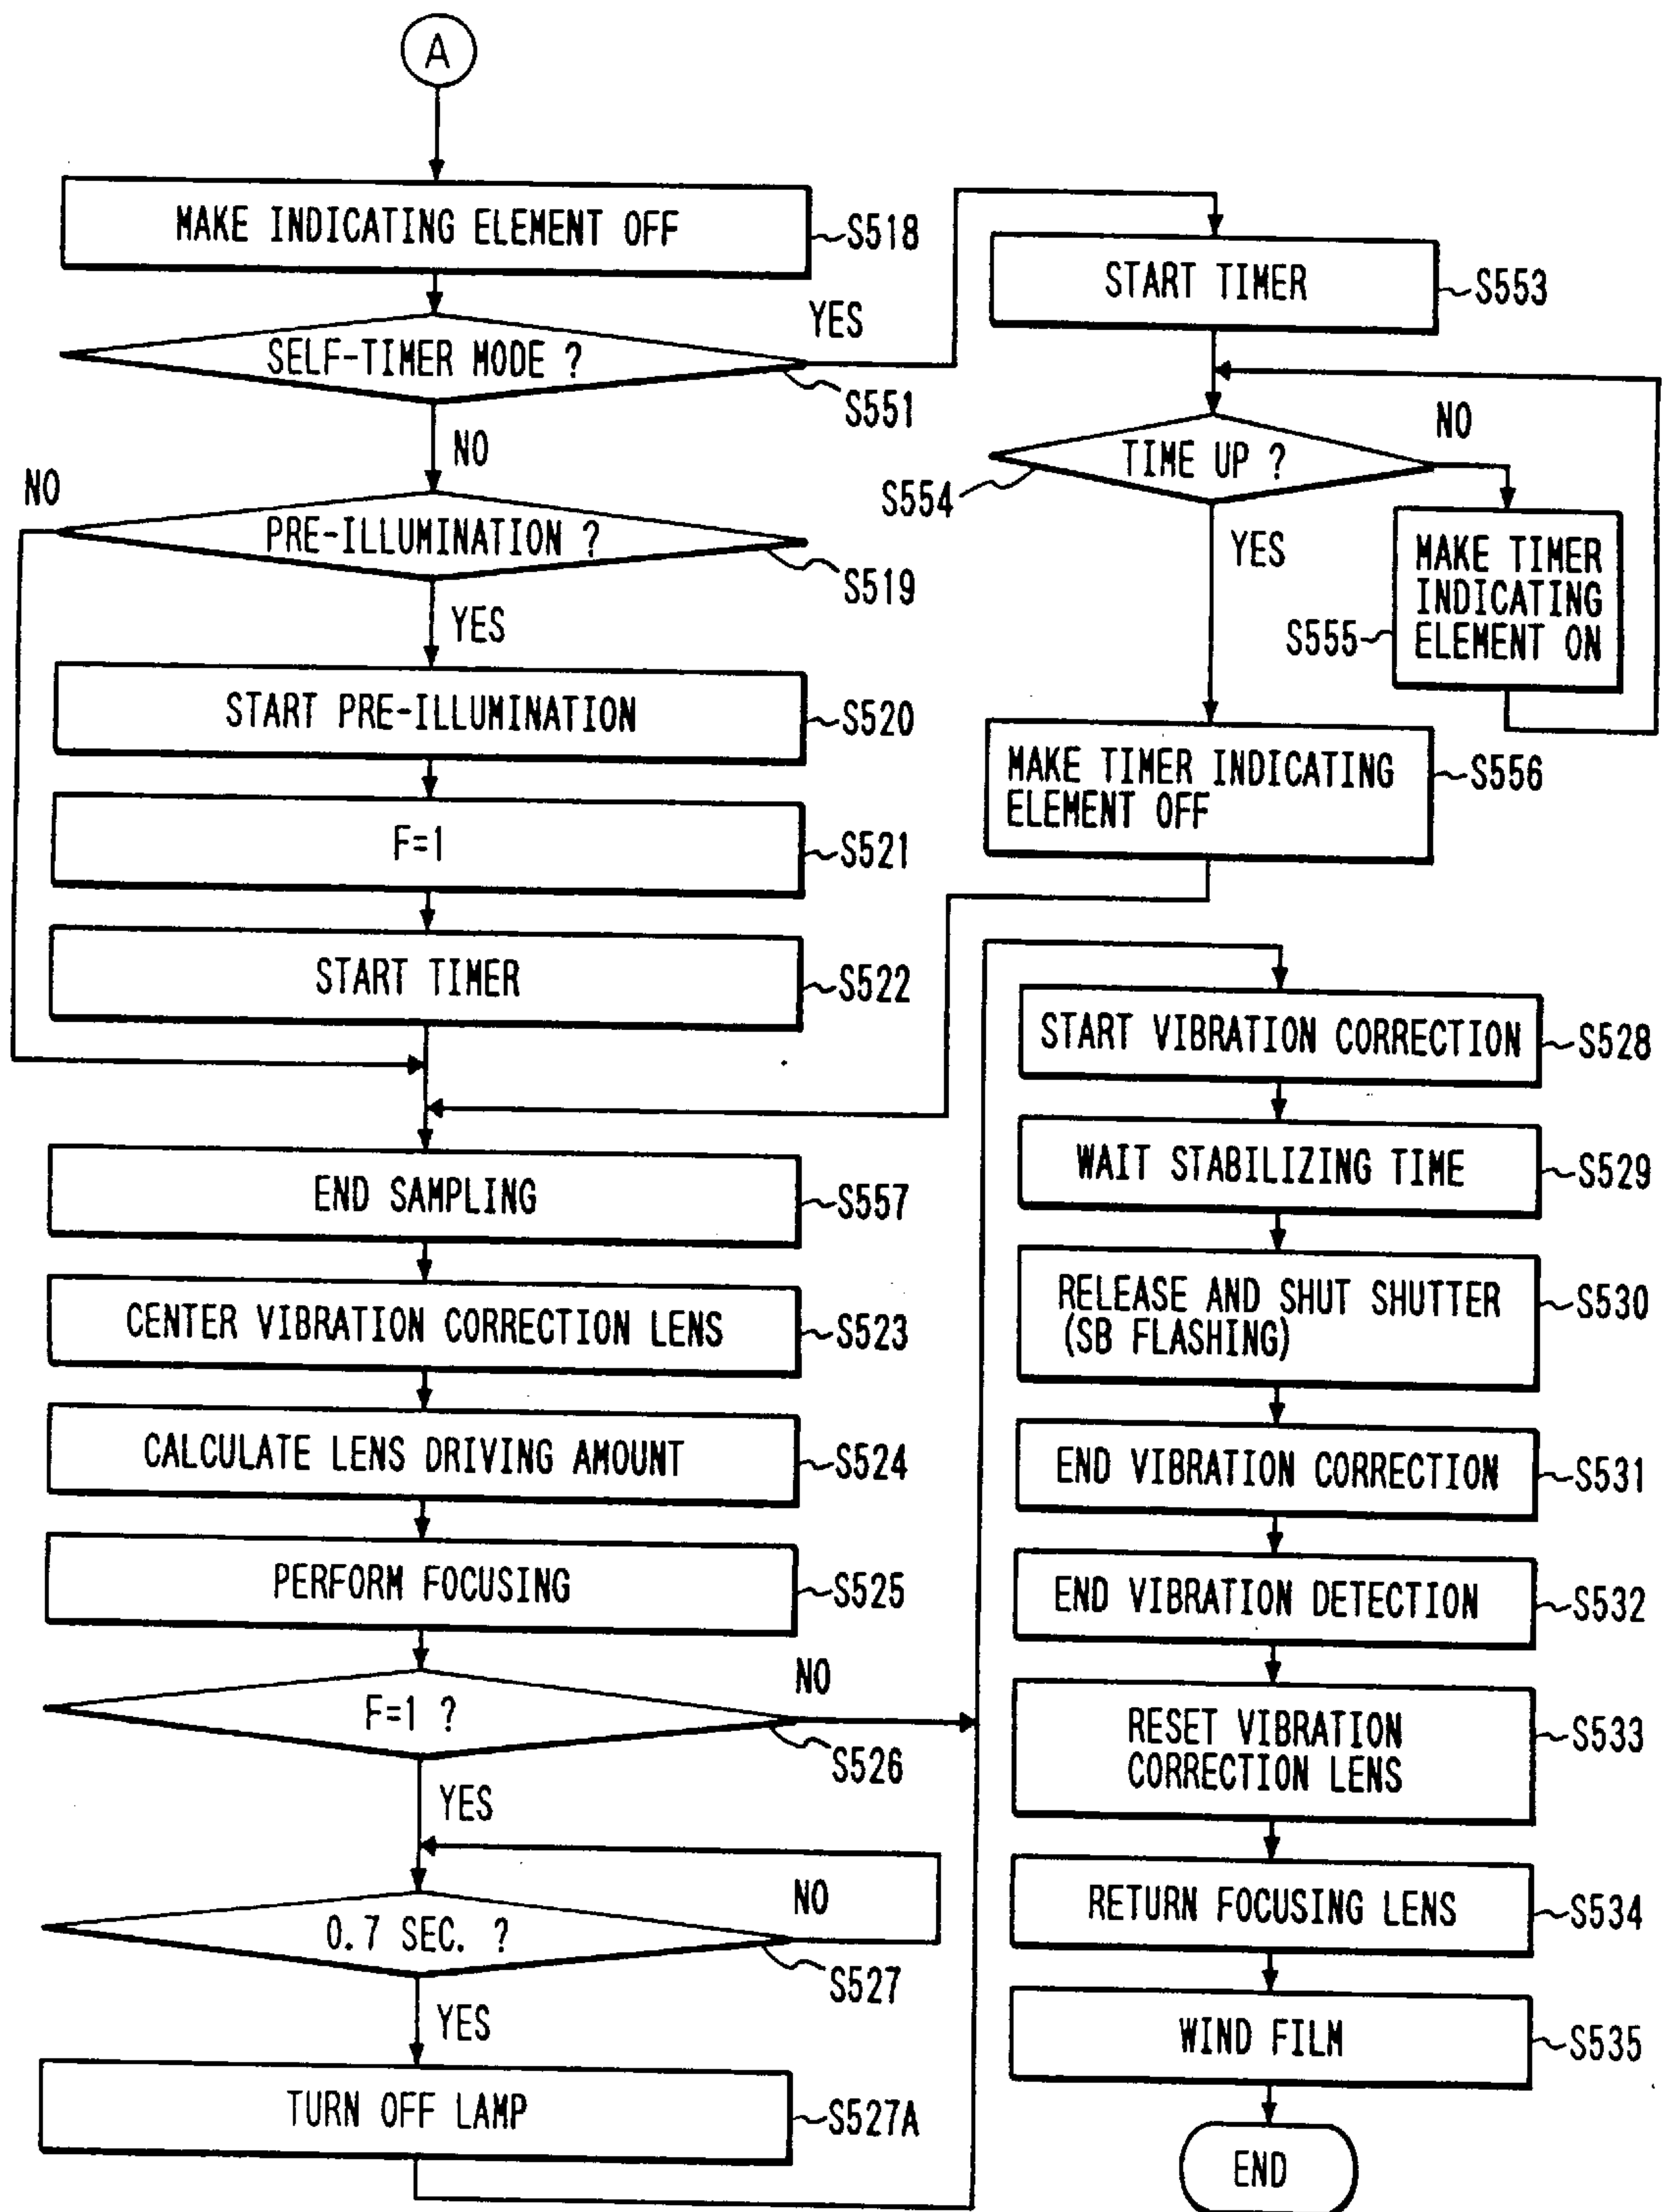 A
MAKE INDICATING ELEMENT OFF
S518
SELF-TIMER MODE ?
YES
S551
NO
PRE-ILLUMINATION ?
NO
S519
YES
START PRE-ILLUMINATION
S520
F=1
S521
START TIMER
S522
END SAMPLING
S557
CENTER VIBRATION CORRECTION LENS
S523
CALCULATE LENS DRIVING AMOUNT
S524
PERFORM FOCUSING
S525
F=1 ?
NO
S526
YES
0.7 SEC. ?
NO
S527
YES
TURN OFF LAMP
S527A
START TIMER
S553
TIME UP ?
NO
S554
YES
MAKE TIMER
INDICATING
ELEMENT ON
S555
MAKE TIMER INDICATING
ELEMENT OFF
S556
START VIBRATION CORRECTION
S528
WAIT STABILIZING TIME
S529
RELEASE AND SHUT SHUTTER
(SB FLASHING)
S530
END VIBRATION CORRECTION
S531
END VIBRATION DETECTION
S532
RESET VIBRATION
CORRECTION LENS
S533
RETURN FOCUSING LENS
S534
WIND FILM
S535
END